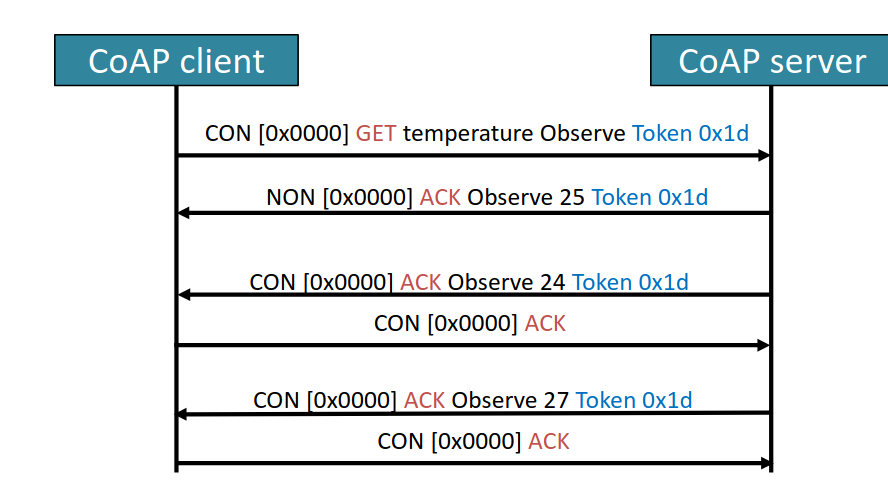 CoAP client
CoAP server
CON [0x0000] GET temperature Observe Token 0x1d
NON [0x0000] ACK Observe 25 Token 0x1d
CON [0x0000] ACK Observe 24 Token 0x1d
CON [0x0000] ACK
CON [0x0000] ACK Observe 27 Token 0x1d
CON [0x0000] ACK